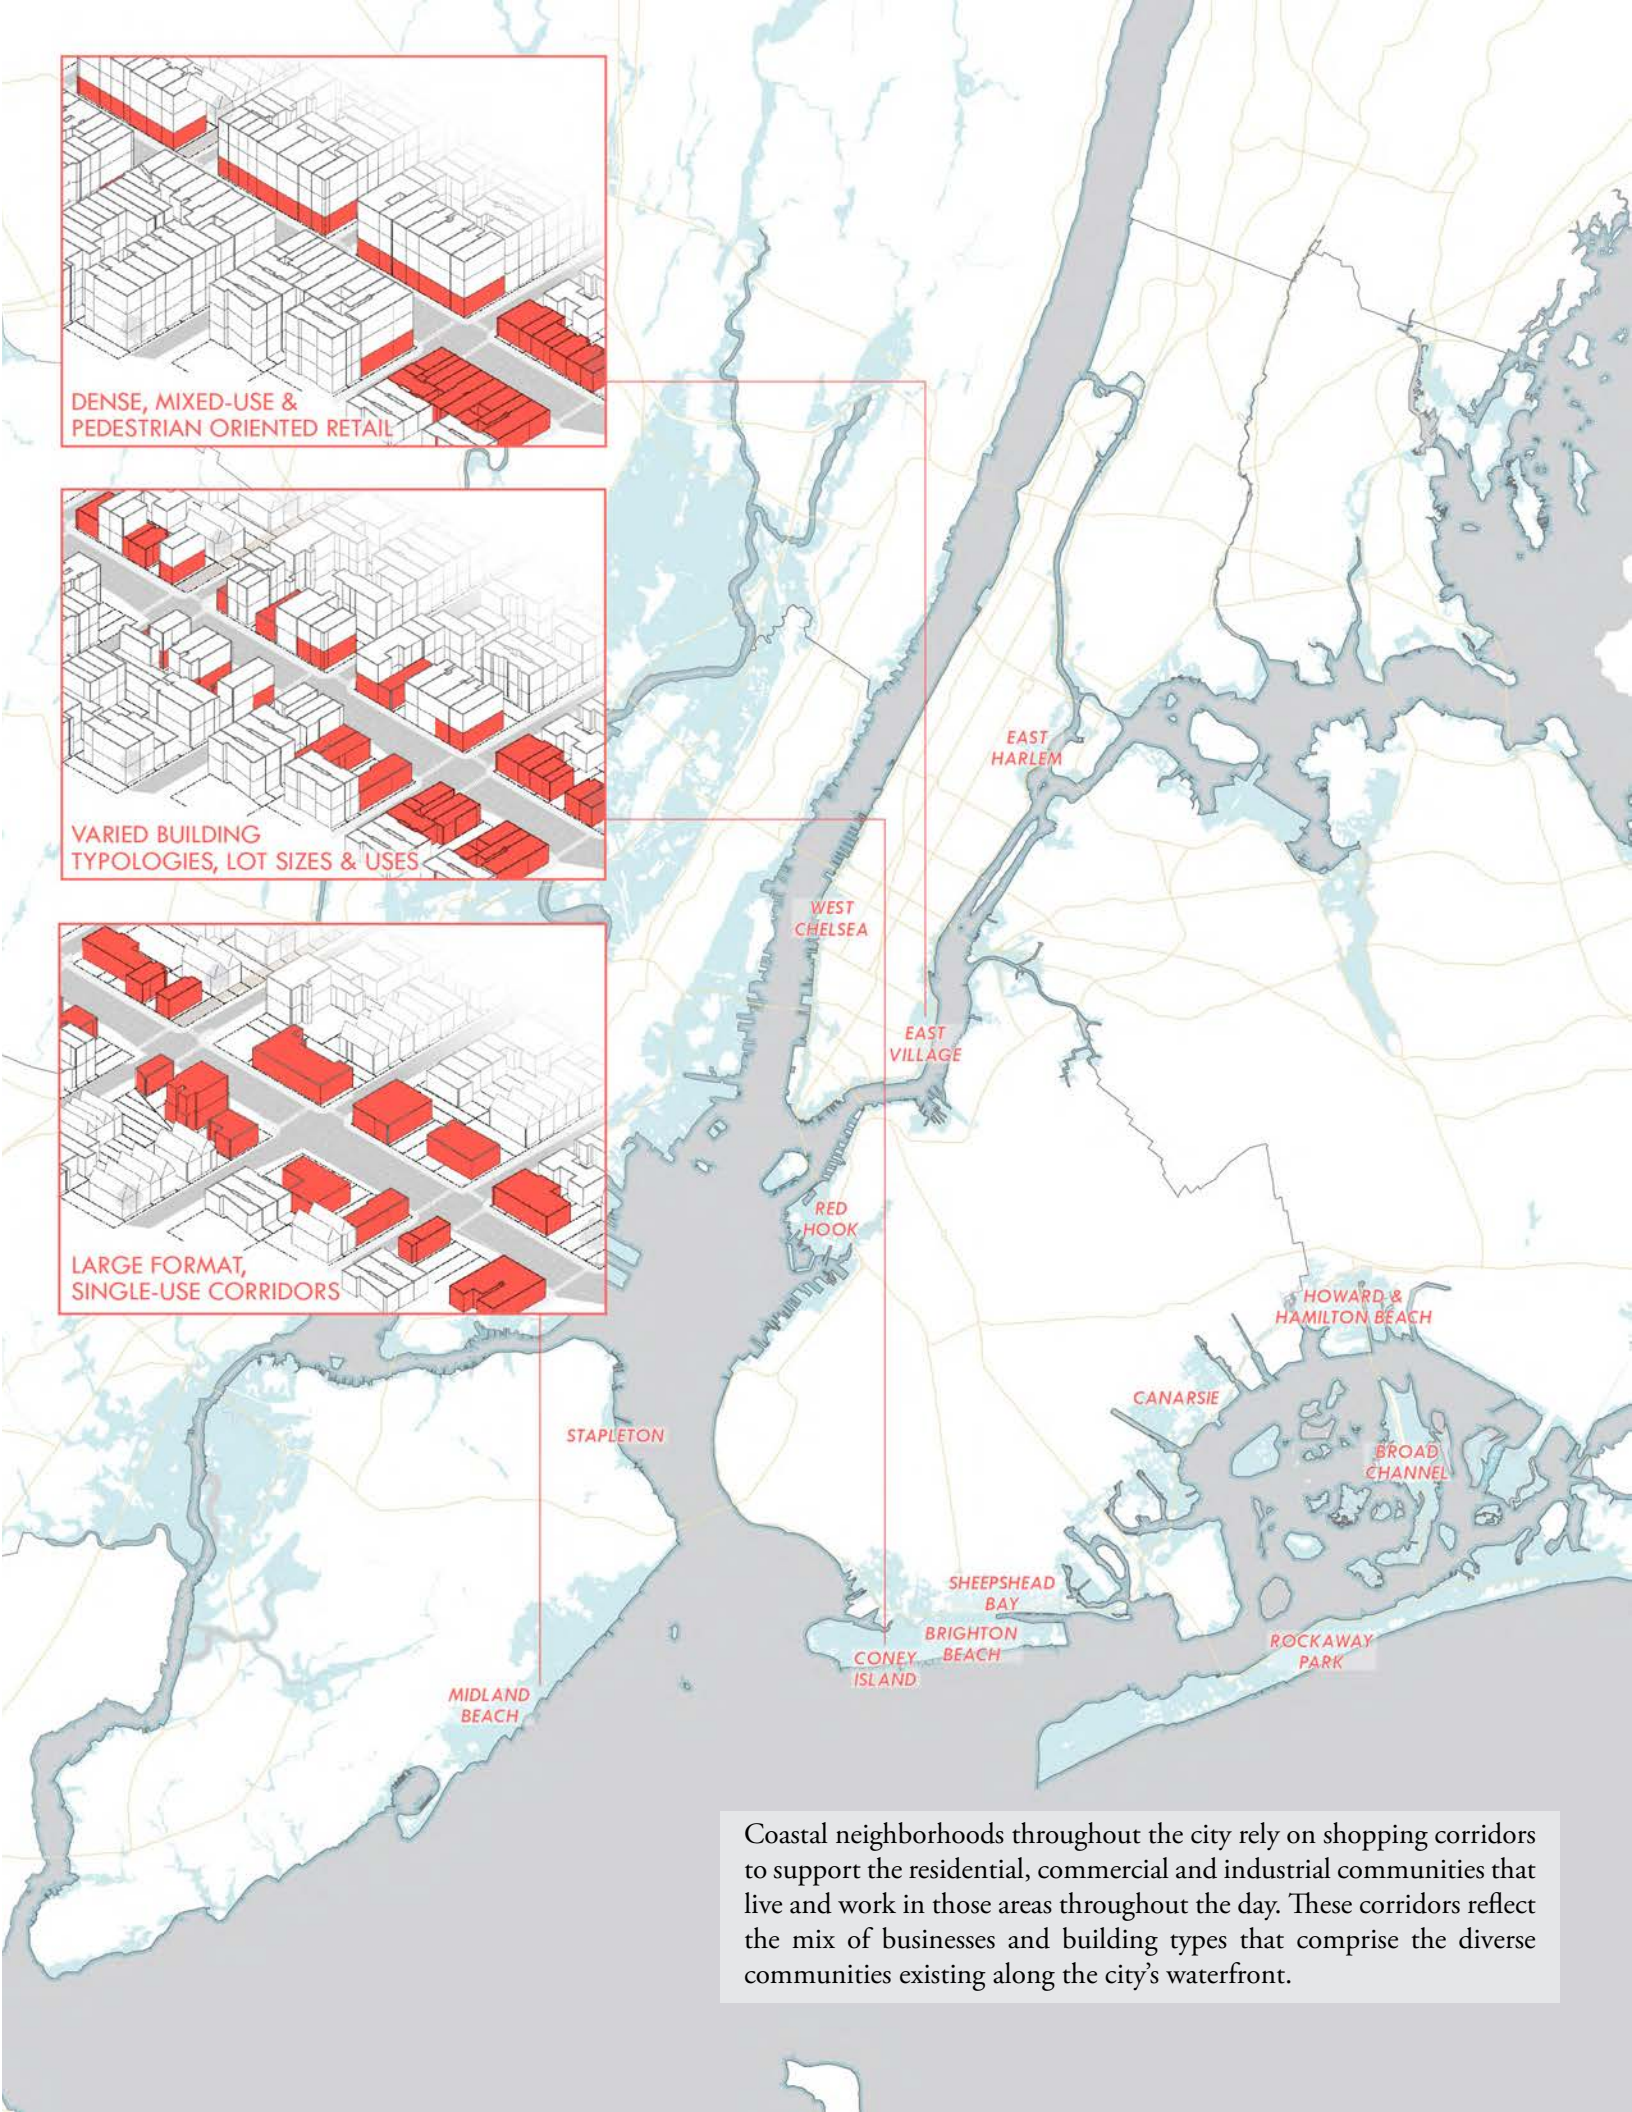 DENSE, MIXED-USE &
PEDESTRIAN ORIENTED RETAIL
VARIED BUILDING
TYPOLOGIES, LOT SIZES & USES
LARGE FORMAT,
SINGLE-USE CORRIDORS
EAST
HARLEM
WEST
CHELSEA
EAST
VILLAGE
RED
HOOK
HOWARD &
HAMILTON BEACH
CANARSIE
STAPLETON
BROAD
CHANNEL
SHEEPSHEAD
BAY
BRIGHTON
BEACH
CONEY
ISLAND
ROCKAWAY
PARK
MIDLAND
BEACH
Coastal neighborhoods throughout the city rely on shopping corridors
to support the residential, commercial and industrial communities that
live and work in those areas throughout the day. These corridors reflect
the mix of businesses and building types that comprise the diverse
communities existing along the city's waterfront.